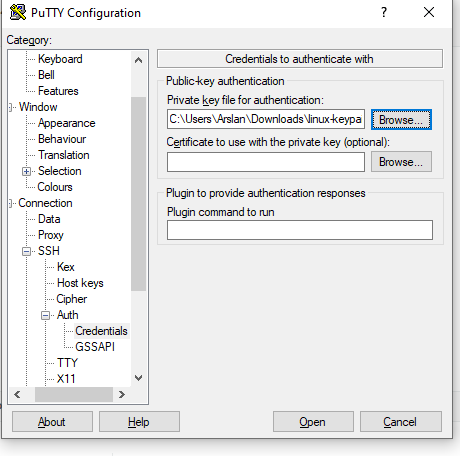 PuTTY Configuration
?
Category:
Keyboard
Bell
Features
Window
Appearance
Behaviour
Translation
Selection
Colours
Connection
Data
Proxy
SSH
Kex
Host keys
Cipher
Auth
Credentials
GSSAPI
TTY
X11
Credentials to authenticate with
Public-key authentication
Private key file for authentication:
C:\Users\Arslan\Downloads\linux-keypa
Browse...
Certificate to use with the private key (optional):
Browse...
Plugin to provide authentication responses
Plugin command to run
About
Help
Open
Cancel